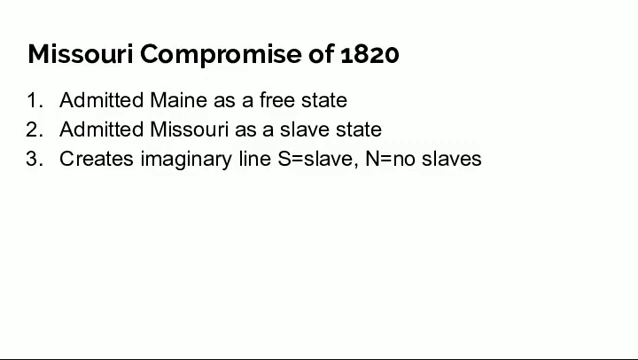 Missouri Compromise of 1820
1. Admitted Maine as a free state
2. Admitted Missouri as a slave state
3. Creates imaginary line S=slave, N=no slaves